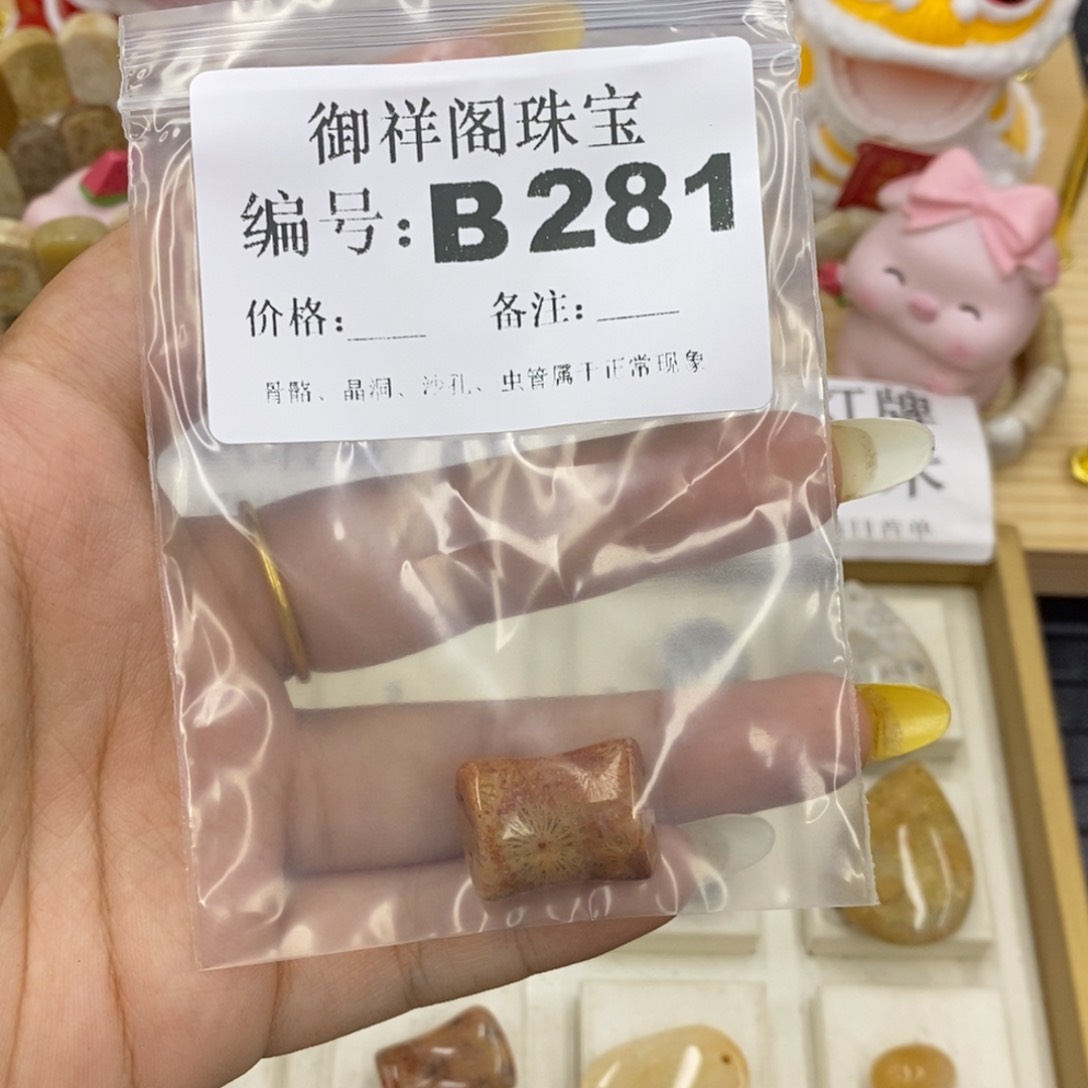 御祥阁珠宝
编号:B281
价格:____ 备注:____
骨骼、晶洞、沙孔、虫管属于正常现象